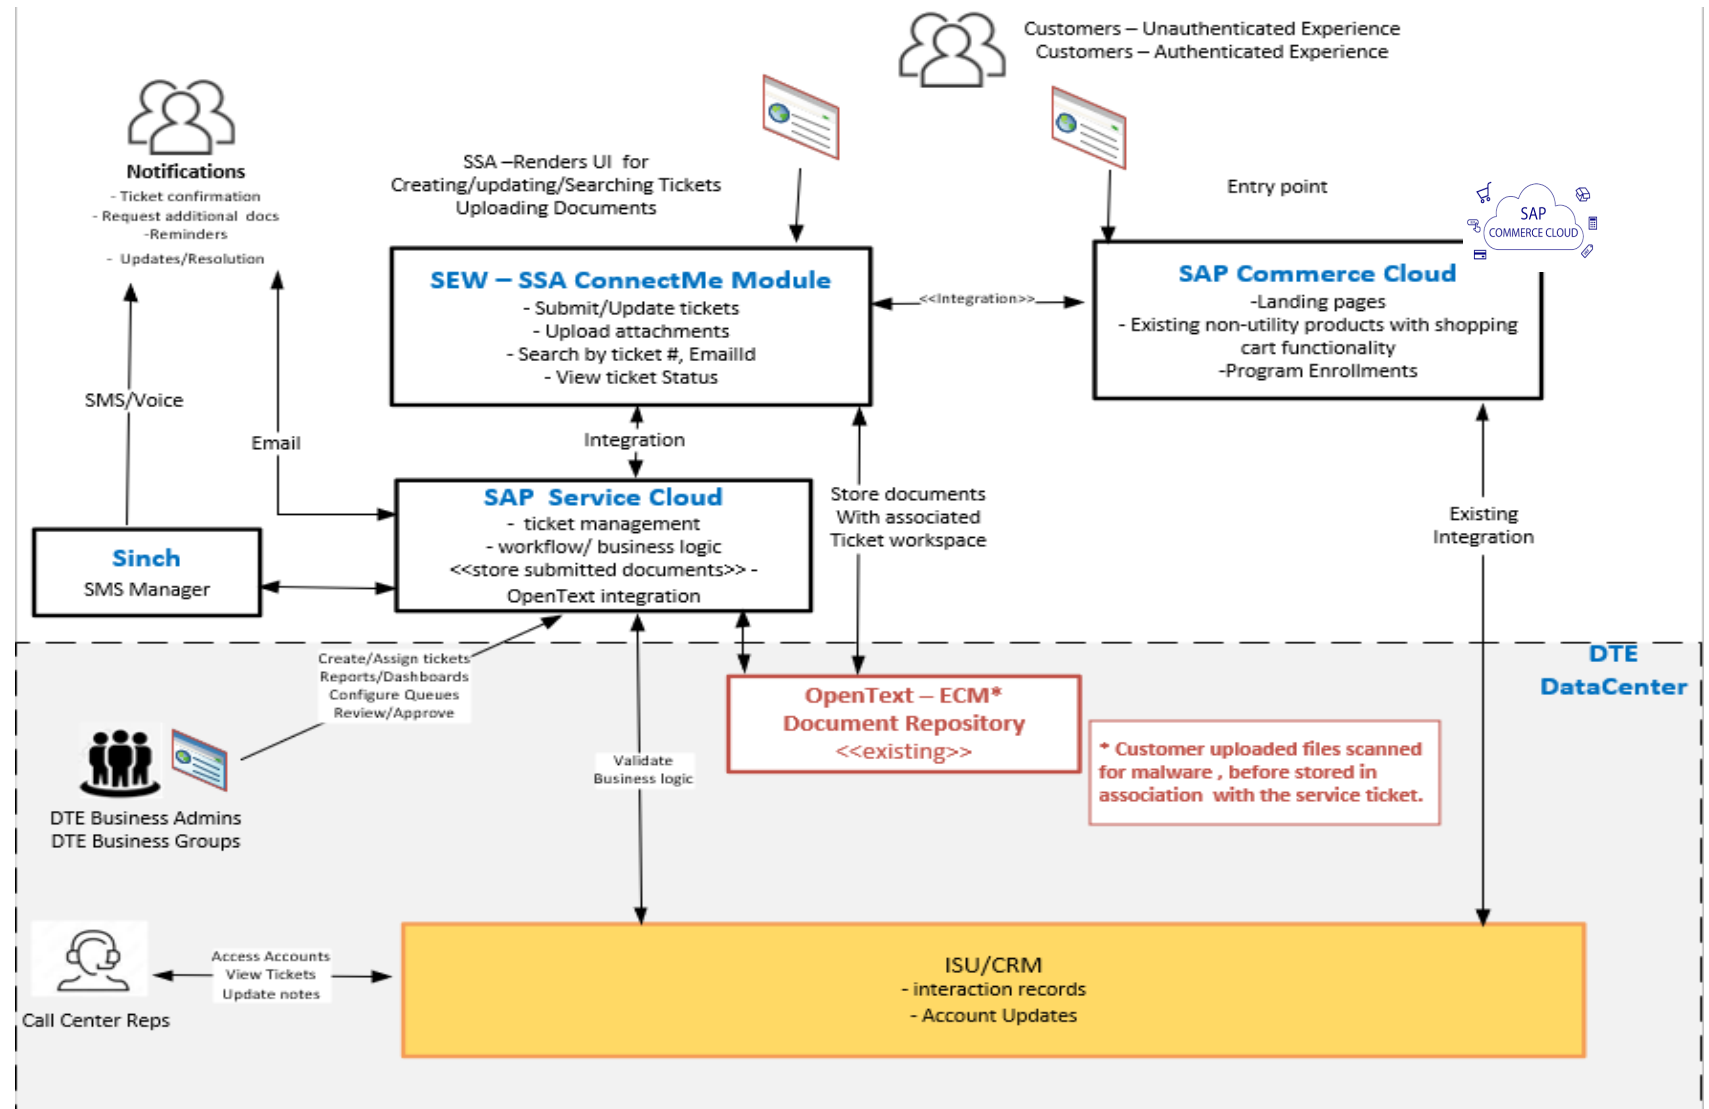 Customers – Unauthenticated Experience
Customers – Authenticated Experience
Notifications
- Ticket confirmation
- Request additional docs
-Reminders
- Updates/Resolution
SSA –Renders UI for
Creating/updating/Searching Tickets
Uploading Documents
Entry point
SAP
COMMERCE CLOUD
SEW – SSA ConnectMe Module
- Submit/Update tickets
- Upload attachments
- Search by ticket #, EmailId
- View ticket Status
<<Integration>>
SAP Commerce Cloud
-Landing pages
- Existing non-utility products with shopping
cart functionality
-Program Enrollments
SMS/Voice
Email
Integration
SAP Service Cloud
- ticket management
- workflow/ business logic
<<store submitted documents>> -
OpenText integration
Store documents
With associated
Ticket workspace
Existing
Integration
Sinch
SMS Manager
DTE
DataCenter
Create/Assign tickets
Reports/Dashboards
Configure Queues
Review/Approve
OpenText – ECM*
Document Repository
<<existing>>
* Customer uploaded files scanned
for malware , before stored in
association with the service ticket.
Validate
Business logic
DTE Business Admins
DTE Business Groups
Access Accounts
View Tickets
Update notes
Call Center Reps
ISU/CRM
- interaction records
- Account Updates